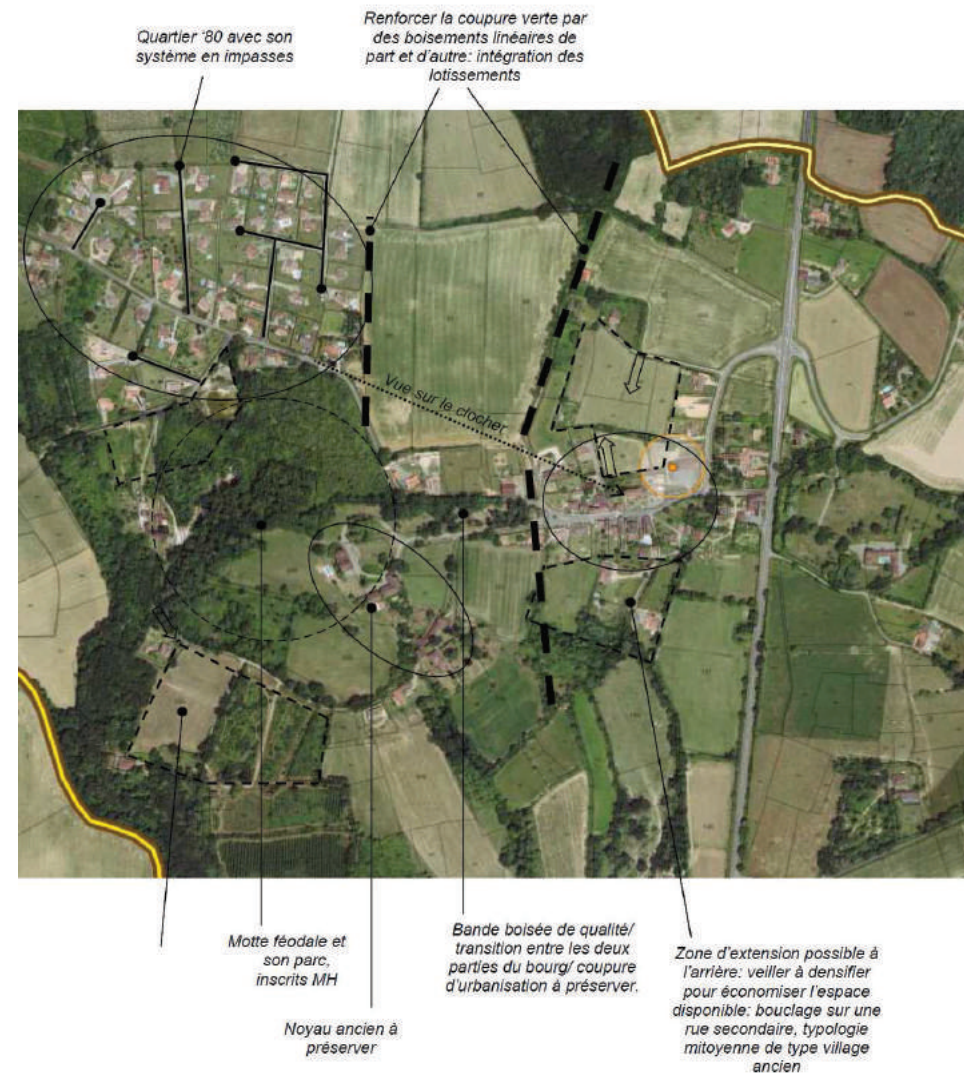 Quartier '80 avec son
système en impasses
Renforcer la coupure verte par
des boisements linéaires de
part et d'autre: intégration des
lotissements
Vue sur le clocher
Motte féodale et
son parc,
inscrits MH
Noyau ancien à
préserver
Bande boisée de qualité/
transition entre les deux
parties du bourg/ coupure
d'urbanisation à préserver.
Zone d'extension possible à
l'arrière: veiller à densifier
pour économiser l'espace
disponible: bouclage sur une
rue secondaire, typologie
mitoyenne de type village
ancien